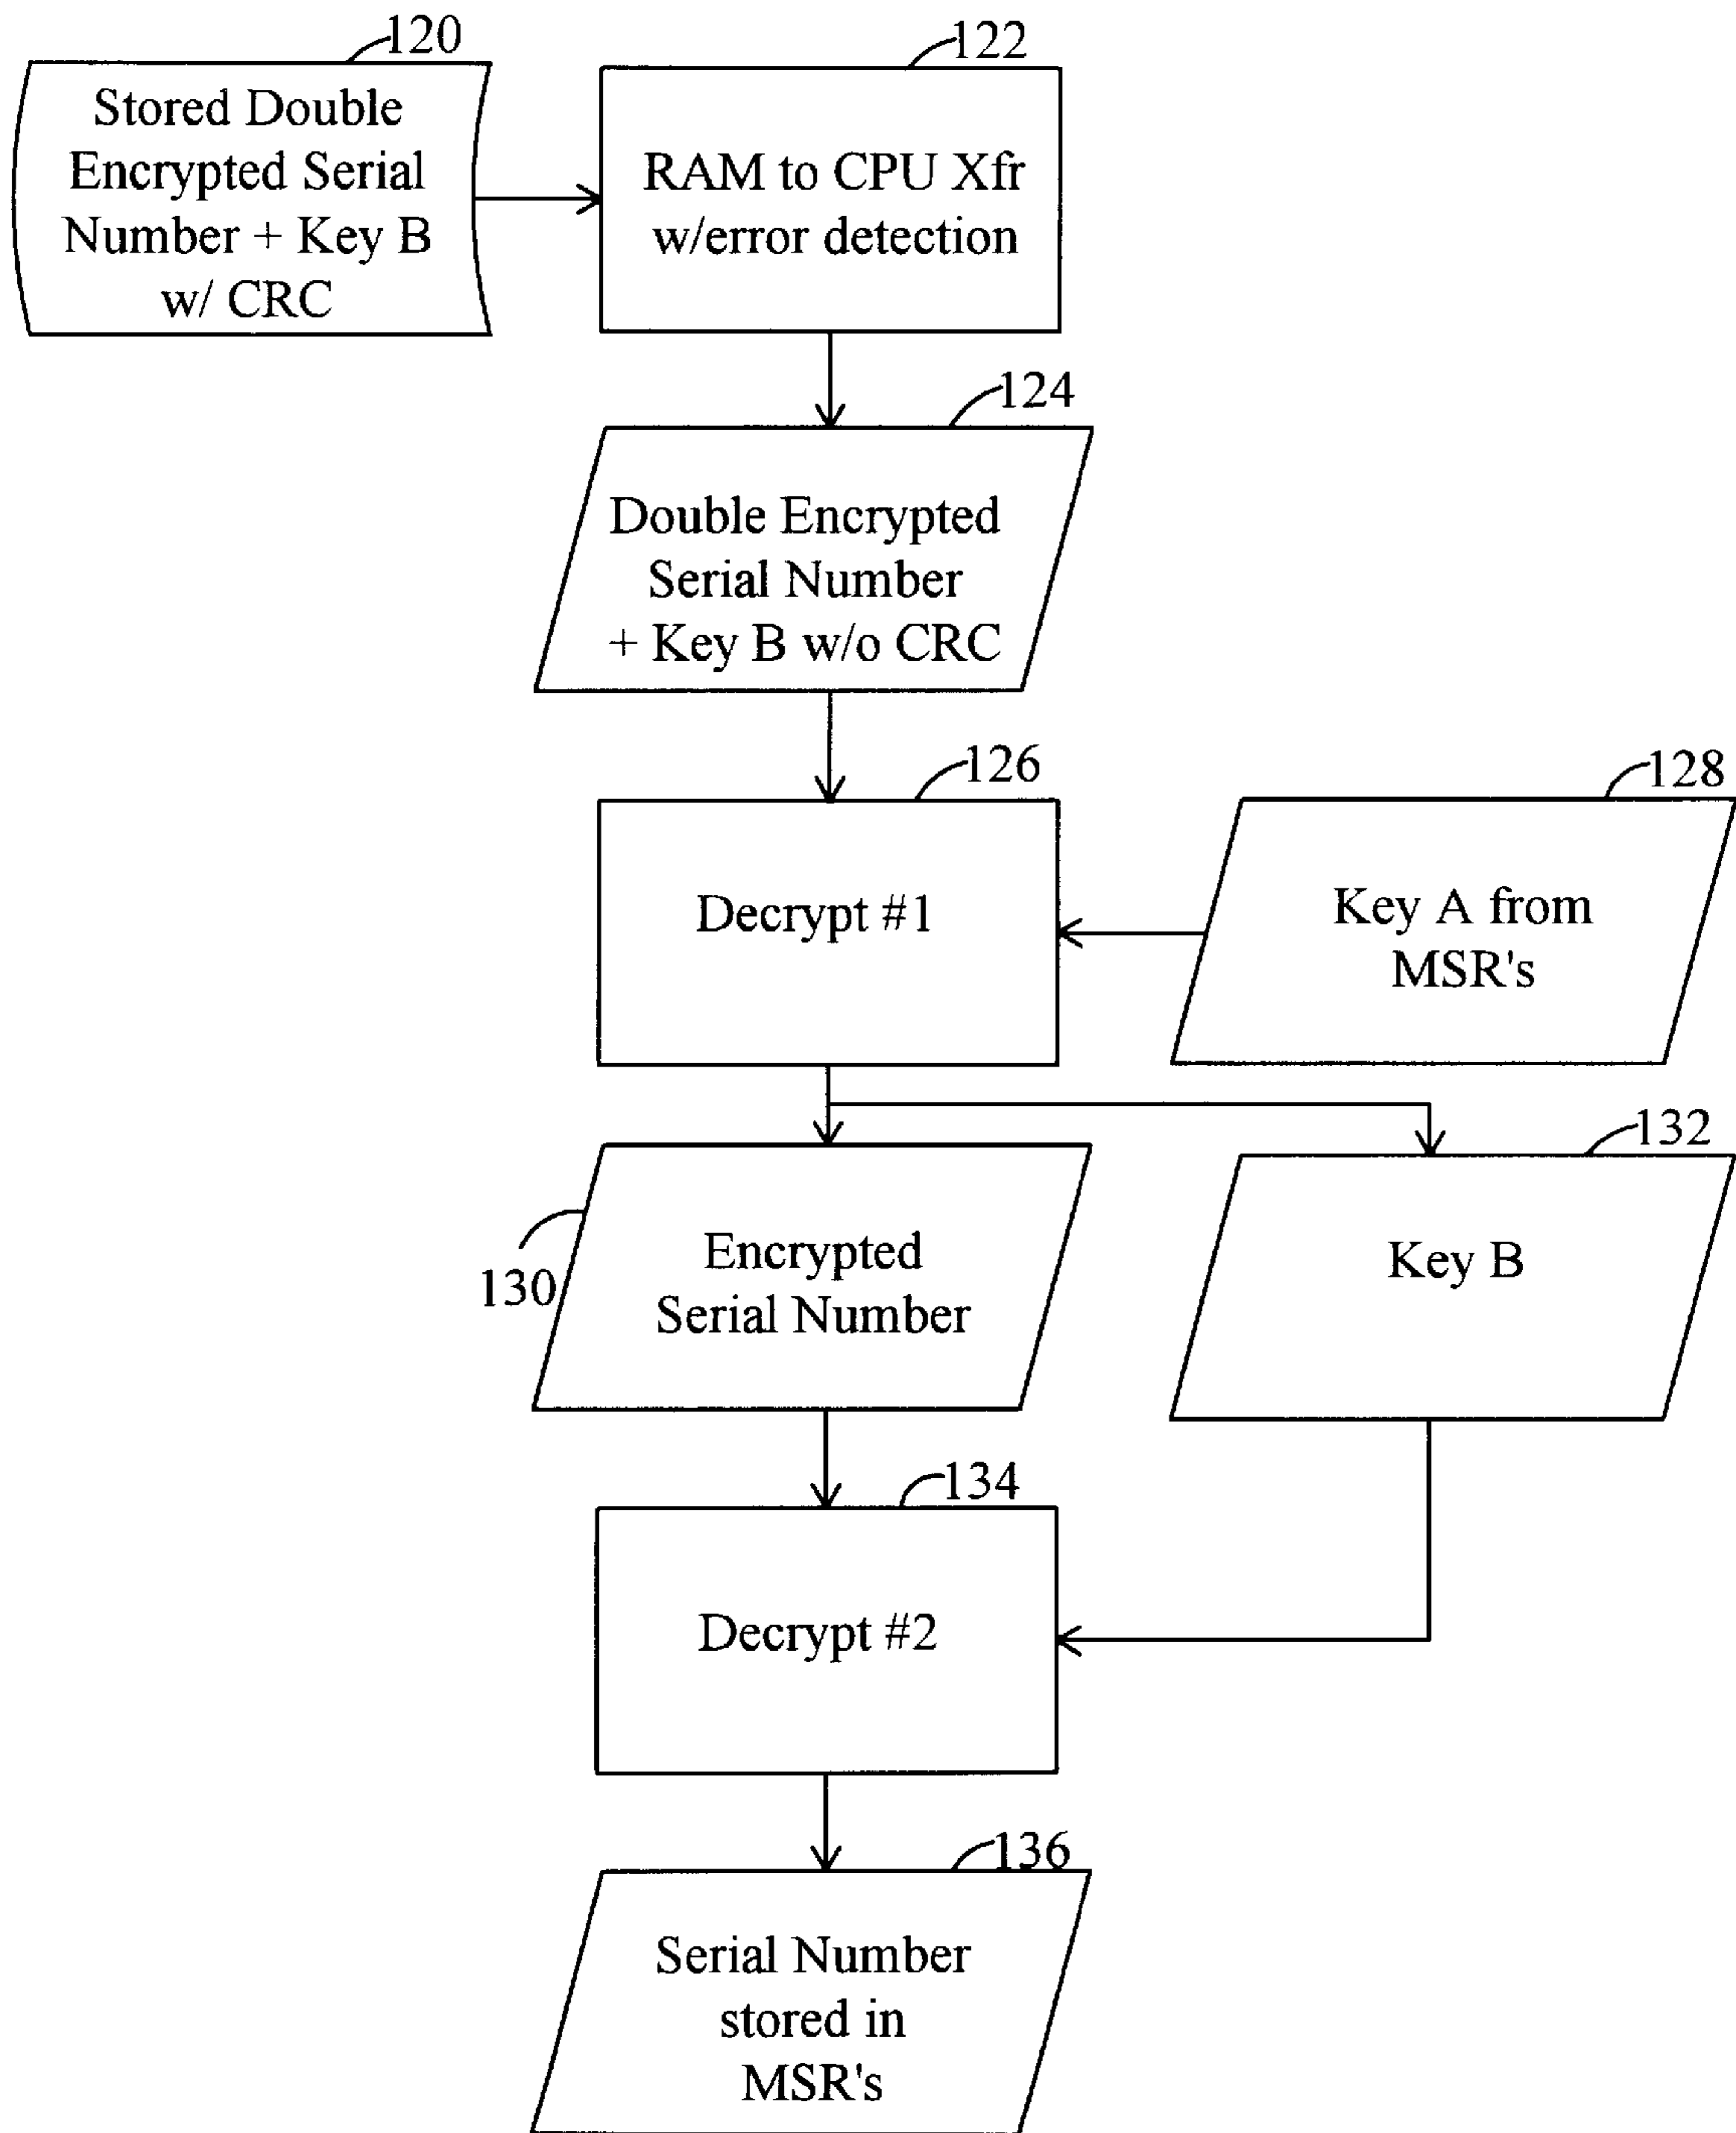 120
Stored Double
Encrypted Serial
Number + Key B
w/ CRC
122
RAM to CPU Xfr
w/error detection
124
Double Encrypted
Serial Number
+ Key B w/o CRC
126
Decrypt #1
128
Key A from
MSR's
130
Encrypted
Serial Number
132
Key B
134
Decrypt #2
136
Serial Number
stored in
MSR's